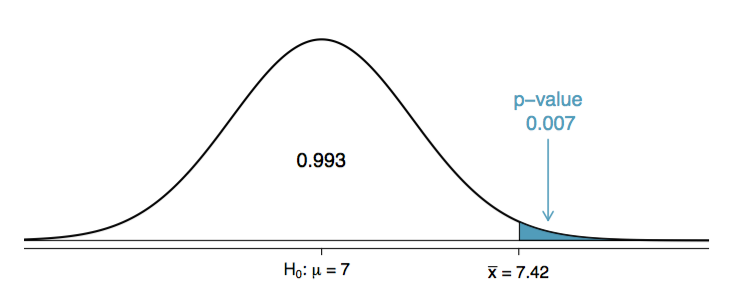 p–value
0.007
0.993
H₀: μ = 7
x̅ = 7.42